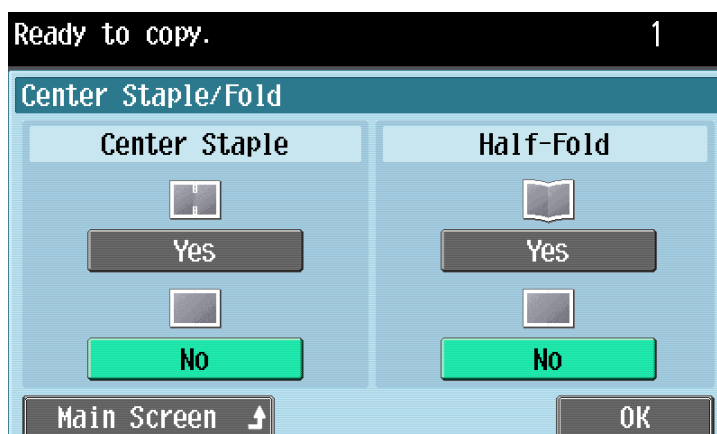 Ready to copy. 1
Center Staple/Fold
Center Staple Half-Fold
Yes Yes
No No
Main Screen OK